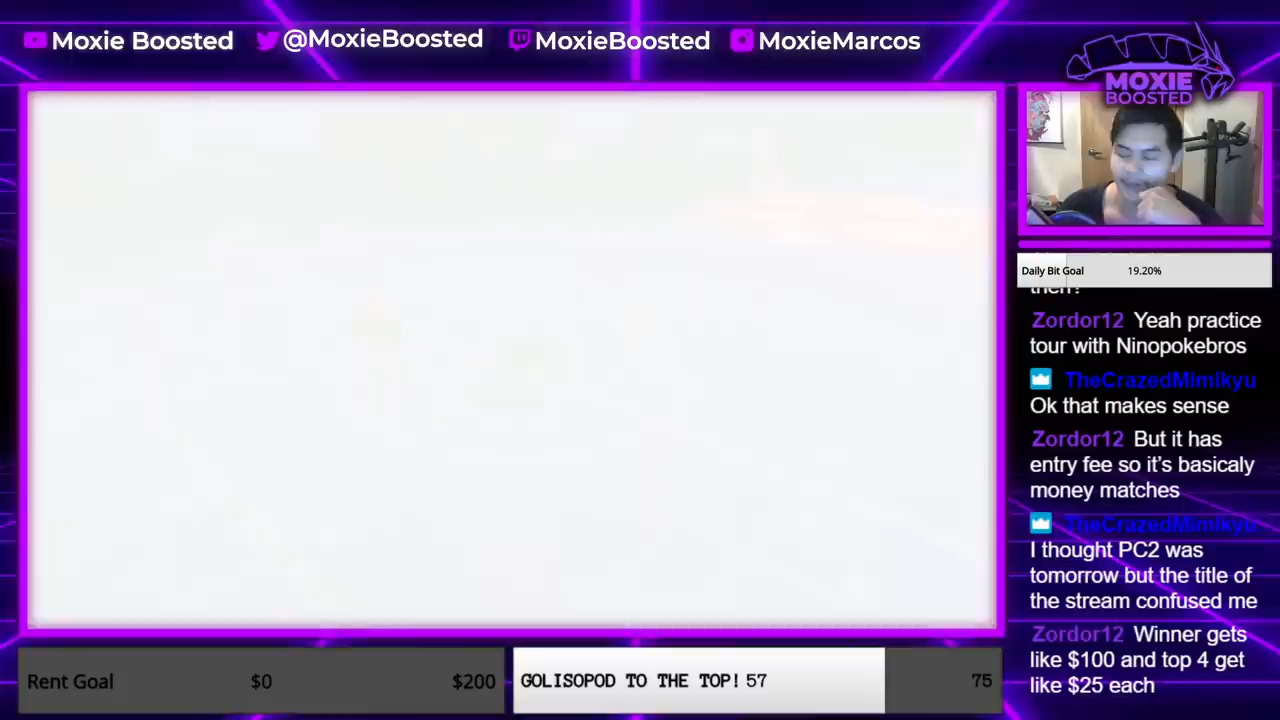 Moxie Boosted @MoxieBoosted MoxieBoosted MoxieMarcos
MOXIE
BOOSTED
Daily Bit Goal 19.20%
then?
Zordor12 Yeah practice
tour with Ninopokebros
TheCrazedMimikyu
Ok that makes sense
Zordor12 But it has
entry fee so it's basicaly
money matches
TheCrazedMimikyu
I thought PC2 was
tomorrow but the title of
the stream confused me
Zordor12 Winner gets
like $100 and top 4 get
like $25 each
Rent Goal $0 $200
GOLISOPOD TO THE TOP! 57 75